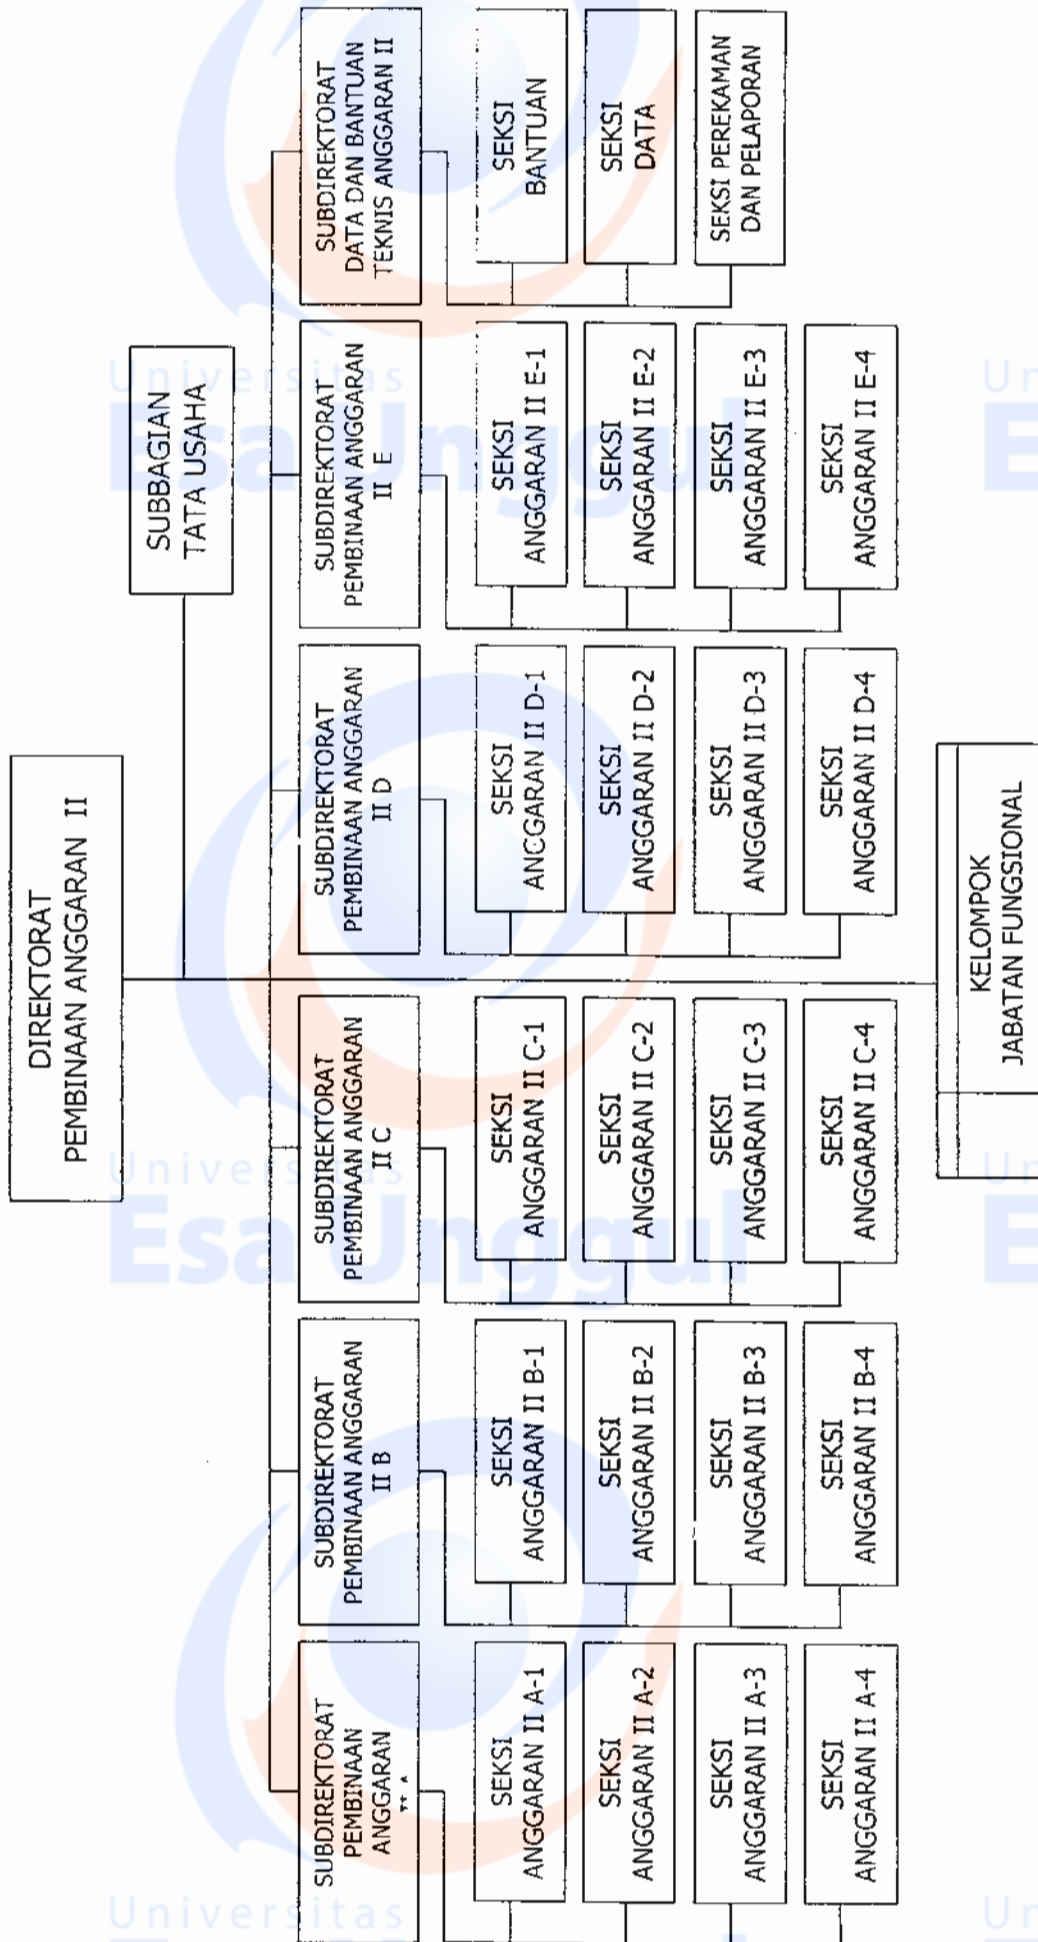 DIREKTORAT
PEMBINAAN ANGGARAN II
SUBBAGIAN
TATA USAHA
SUBDIREKTORAT
PEMBINAAN
ANGGARAN
SUBDIREKTORAT
PEMBINAAN ANGGARAN
II B
SUBDIREKTORAT
PEMBINAAN ANGGARAN
II C
SUBDIREKTORAT
PEMBINAAN ANGGARAN
II D
SUBDIREKTORAT
PEMBINAAN ANGGARAN
II E
SUBDIREKTORAT
DATA DAN BANTUAN
TEKNIS ANGGARAN II
SEKSI
ANGGARAN II A-1
SEKSI
ANGGARAN II A-2
SEKSI
ANGGARAN II A-3
SEKSI
ANGGARAN II A-4
SEKSI
ANGGARAN II B-1
SEKSI
ANGGARAN II B-2
SEKSI
ANGGARAN II B-3
SEKSI
ANGGARAN II B-4
SEKSI
ANGGARAN II C-1
SEKSI
ANGGARAN II C-2
SEKSI
ANGGARAN II C-3
SEKSI
ANGGARAN II C-4
SEKSI
ANGGARAN II D-1
SEKSI
ANGGARAN II D-2
SEKSI
ANGGARAN II D-3
SEKSI
ANGGARAN II D-4
SEKSI
ANGGARAN II E-1
SEKSI
ANGGARAN II E-2
SEKSI
ANGGARAN II E-3
SEKSI
ANGGARAN II E-4
SEKSI
BANTUAN
SEKSI
DATA
SEKSI PEREKAMAN
DAN PELAPORAN
KELOMPOK
JABATAN FUNGSIONAL
Universitas
Esa Unggul
Universitas
Esa Unggul
Universitas
Un
E
Un
E
Un